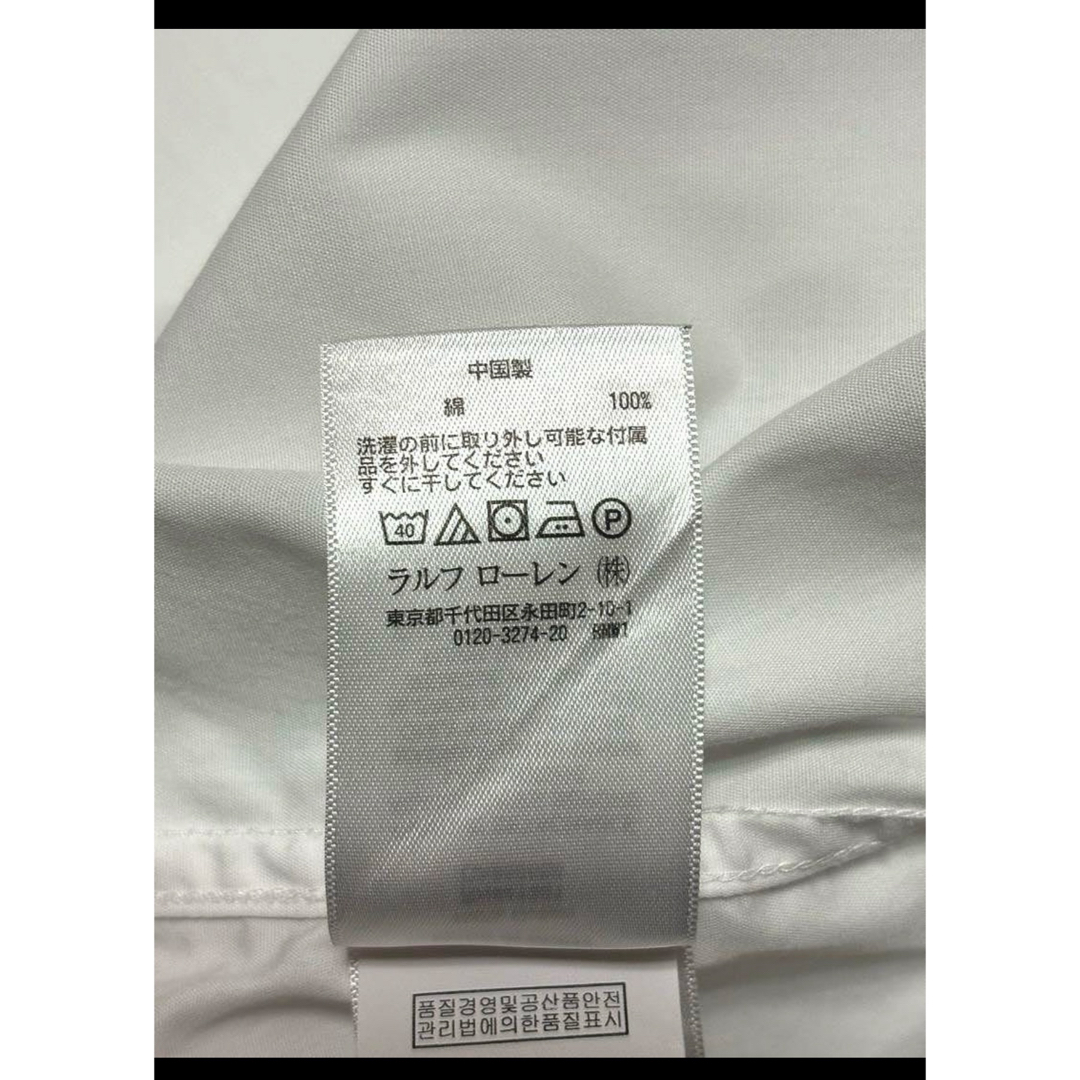 中国製
綿 100%
洗濯の前に取り外し可能な付属
品を外してください
すぐに干してください
40 P
ラルフ ローレン ㈱
東京都千代田区永田町2-10-1
0120-3274-20
품질경영및공산품안전
관리법에의한품질표시